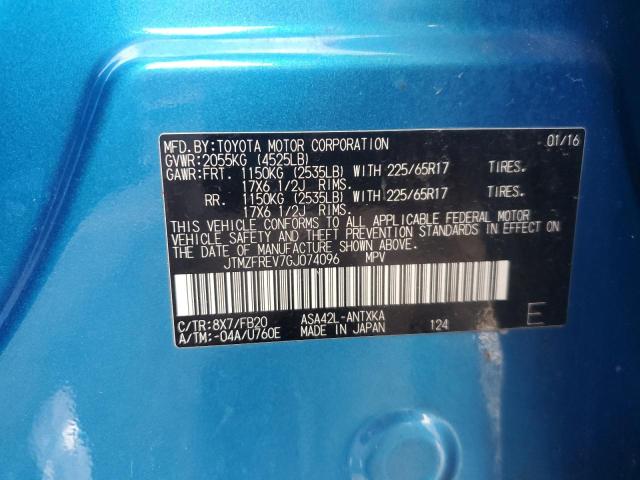 MFD.BY:TOYOTA MOTOR CORPORATION 01/16
GVWR:2055KG (4525LB)
GAWR:FRT. 1150KG (2535LB) WITH 225/65R17 TIRES.
17X6 1/2J RIMS.
RR. 1150KG (2535LB) WITH 225/65R17 TIRES.
17X6 1/2J RIMS.
THIS VEHICLE CONFORMS TO ALL APPLICABLE FEDERAL MOTOR
VEHICLE SAFETY AND THEFT PREVENTION STANDARDS IN EFFECT ON
THE DATE OF MANUFACTURE SHOWN ABOVE.
JTMZFREV7GJ074096 MPV
C/TR:8X7/FB20 ASA42L-ANTXKA
A/TM:-04A/U760E MADE IN JAPAN 124 E